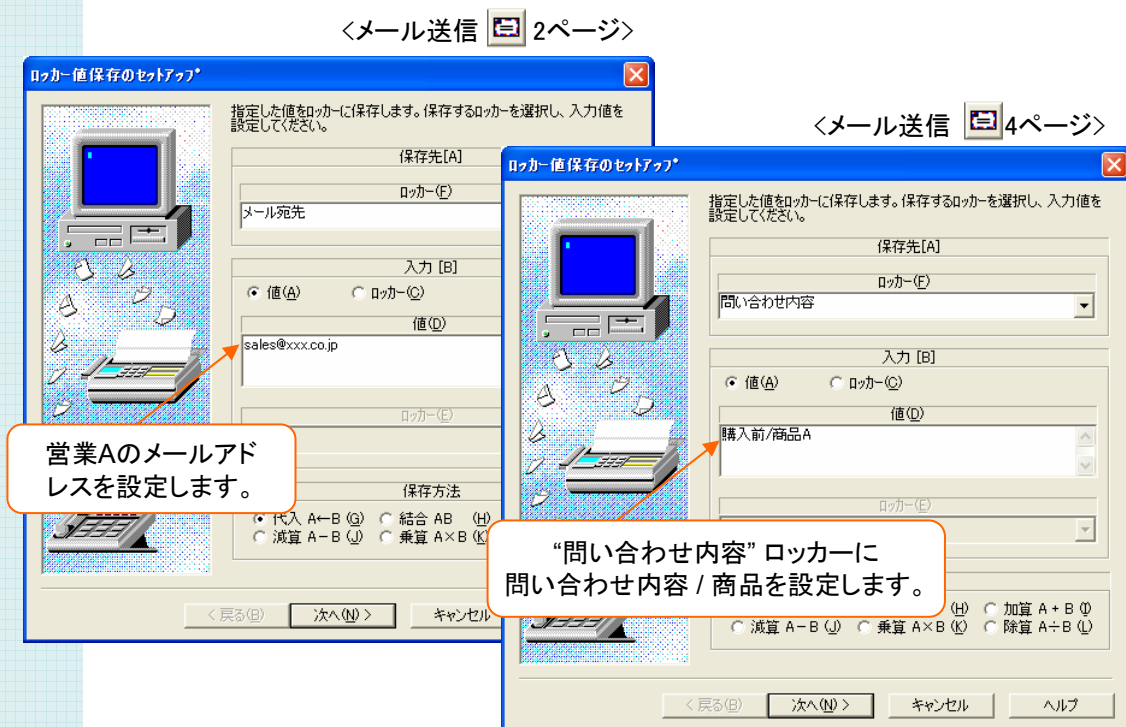 <メール送信 2ページ>
ロッカー値保存のセットアップ
指定した値をロッカーに保存します。保存するロッカーを選択し、入力値を
設定してください。
保存先[A]
ロッカー(F)
メール宛先
入力 [B]
値(A) ロッカー(C)
値(D)
sales@xxx.co.jp
ロッカー(E)
営業Aのメールアド
レスを設定します。
保存方法
代入 A←B (G) 結合 AB (H)
減算 A－B (J) 乗算 A×B (K)
< 戻る(B) 次へ(N) > キャンセル
<メール送信 4ページ>
ロッカー値保存のセットアップ
指定した値をロッカーに保存します。保存するロッカーを選択し、入力値を
設定してください。
保存先[A]
ロッカー(F)
問い合わせ内容
入力 [B]
値(A) ロッカー(C)
値(D)
購入前/商品A
ロッカー(E)
“問い合わせ内容” ロッカーに
問い合わせ内容 / 商品を設定します。
(H) 加算 A + B (I)
減算 A－B (J) 乗算 A×B (K) 除算 A÷B (L)
< 戻る(B) 次へ(N) > キャンセル ヘルプ